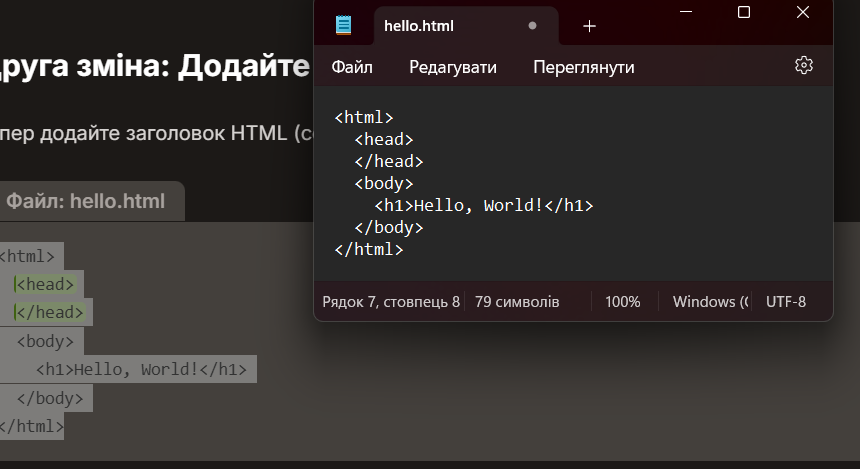 руга зміна: Додайте
пер додайте заголовок HTML (
Файл: hello.html
<html>
<head>
</head>
<body>
<h1>Hello, World!</h1>
</body>
</html>
hello.html
Файл Редагувати Переглянути
<html>
<head>
</head>
<body>
<h1>Hello, World!</h1>
</body>
</html>
Рядок 7, стовпець 8 79 символів 100% Windows ( UTF-8